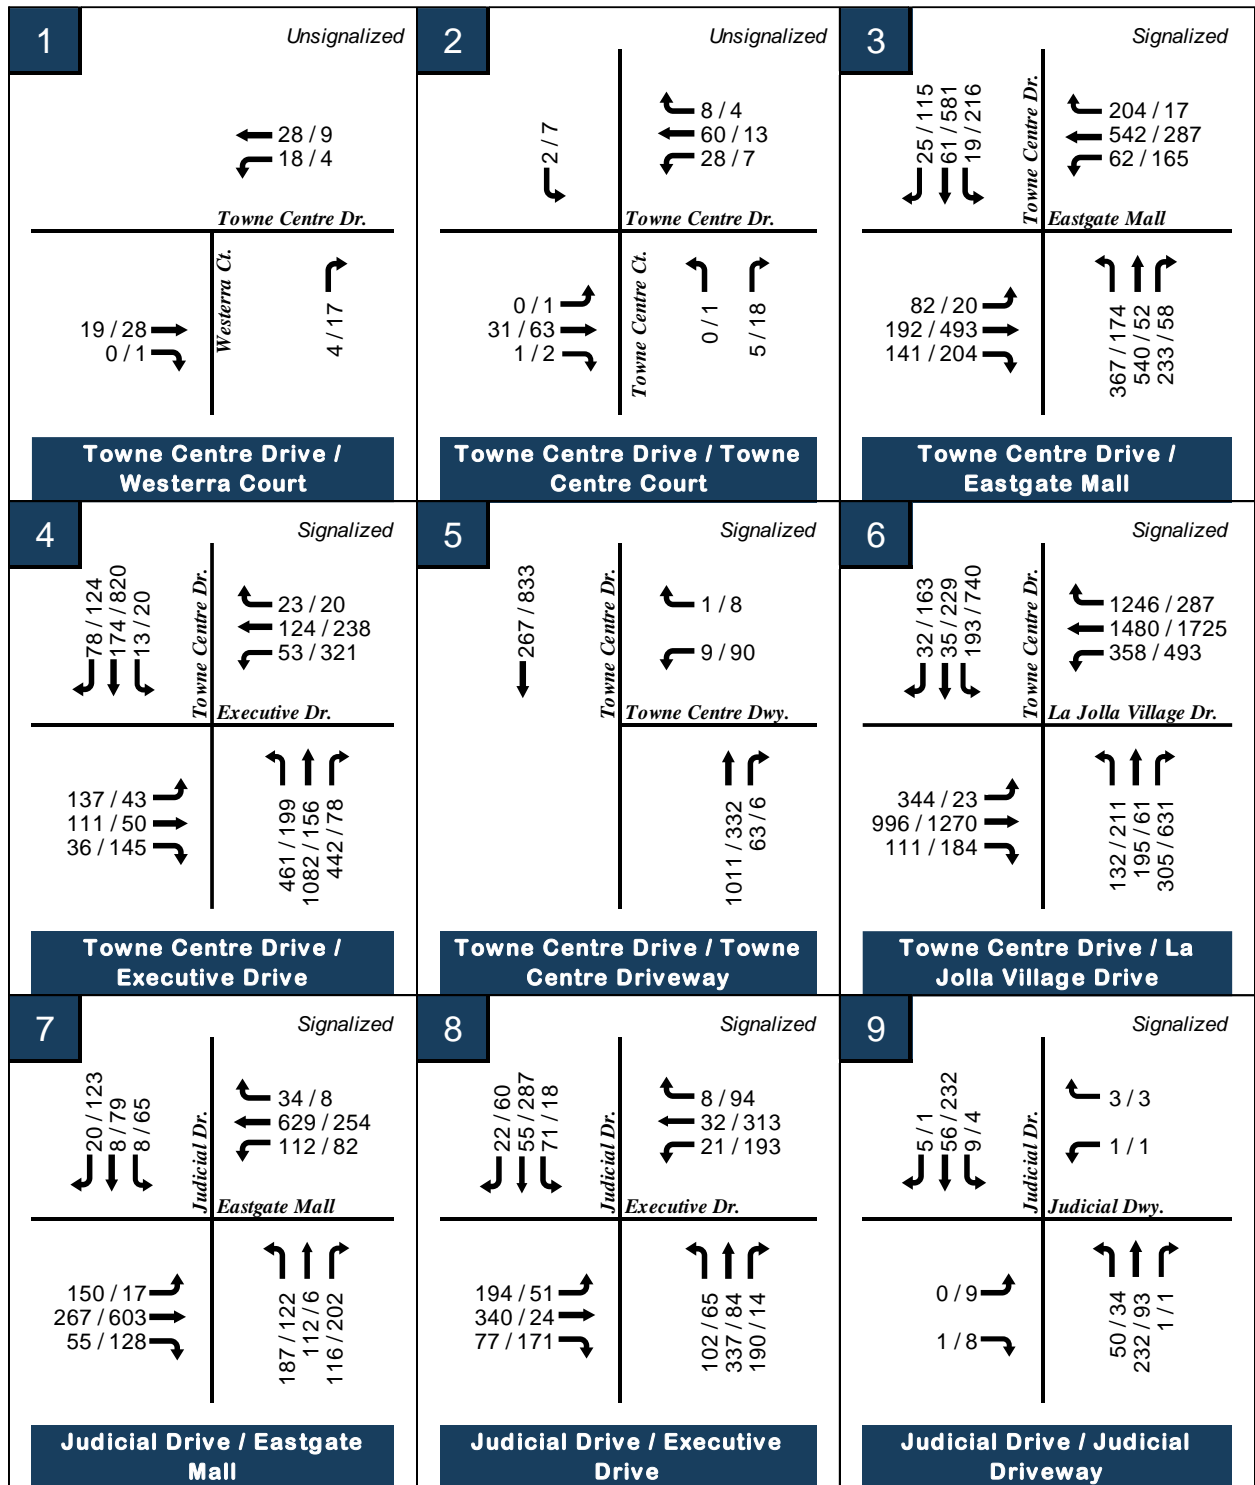 1
Unsignalized
28 / 9
18 / 4
Towne Centre Dr.
Westerra Ct.
19 / 28
0 / 1
4 / 17
Towne Centre Drive /
Westerra Court
2
Unsignalized
2 / 7
8 / 4
60 / 13
28 / 7
Towne Centre Dr.
Towne Centre Ct.
0 / 1
31 / 63
1 / 2
0 / 1
5 / 18
Towne Centre Drive / Towne
Centre Court
3
Signalized
25 / 115
61 / 581
19 / 216
Towne Centre Dr.
204 / 17
542 / 287
62 / 165
Eastgate Mall
82 / 20
192 / 493
141 / 204
367 / 174
540 / 52
233 / 58
Towne Centre Drive /
Eastgate Mall
4
Signalized
78 / 124
174 / 820
13 / 20
Towne Centre Dr.
23 / 20
124 / 238
53 / 321
Executive Dr.
137 / 43
111 / 50
36 / 145
461 / 199
1082 / 156
442 / 78
Towne Centre Drive /
Executive Drive
5
Signalized
267 / 833
Towne Centre Dr.
1 / 8
9 / 90
Towne Centre Dwy.
1011 / 332
63 / 6
Towne Centre Drive / Towne
Centre Driveway
6
Signalized
32 / 163
35 / 229
193 / 740
Towne Centre Dr.
1246 / 287
1480 / 1725
358 / 493
La Jolla Village Dr.
344 / 23
996 / 1270
111 / 184
132 / 211
195 / 61
305 / 631
Towne Centre Drive / La
Jolla Village Drive
7
Signalized
20 / 123
8 / 79
8 / 65
Judicial Dr.
34 / 8
629 / 254
112 / 82
Eastgate Mall
150 / 17
267 / 603
55 / 128
187 / 122
112 / 6
116 / 202
Judicial Drive / Eastgate
Mall
8
Signalized
22 / 60
55 / 287
71 / 18
Judicial Dr.
8 / 94
32 / 313
21 / 193
Executive Dr.
194 / 51
340 / 24
77 / 171
102 / 65
337 / 84
190 / 14
Judicial Drive / Executive
Drive
9
Signalized
5 / 1
56 / 232
9 / 4
Judicial Dr.
3 / 3
1 / 1
Judicial Dwy.
0 / 9
1 / 8
50 / 34
232 / 93
1 / 1
Judicial Drive / Judicial
Driveway